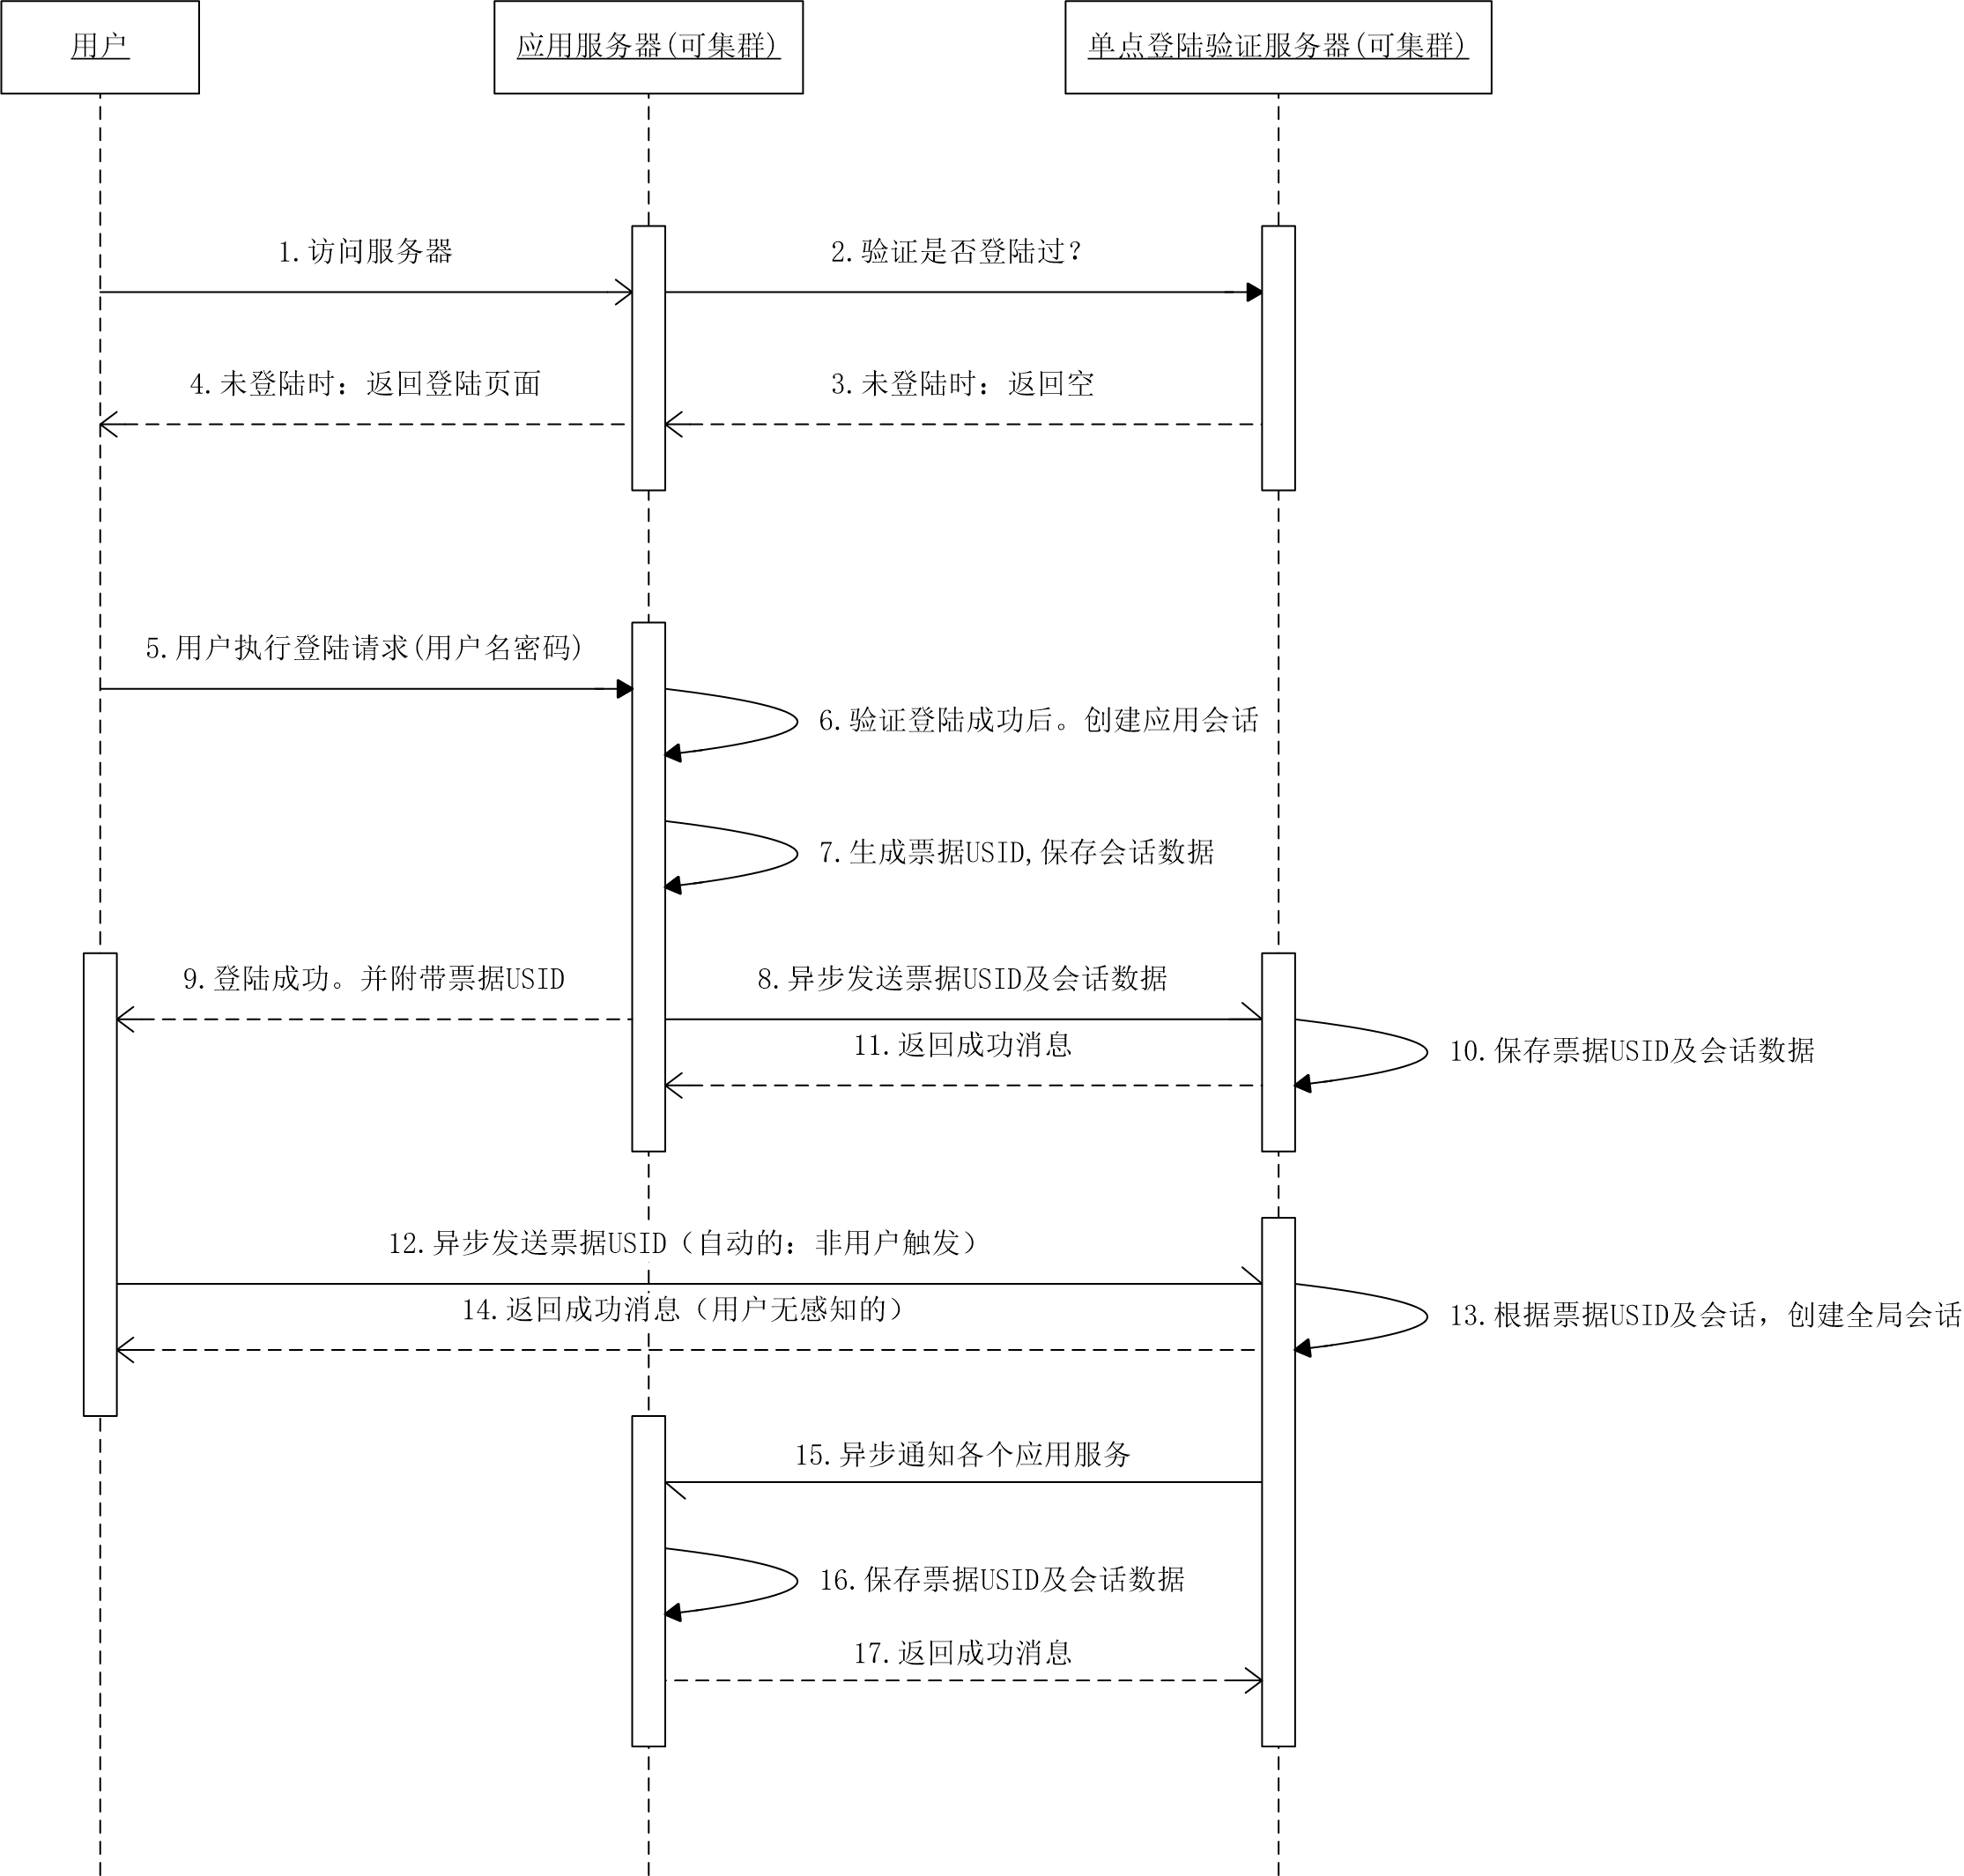 用户
应用服务器(可集群)
单点登陆验证服务器(可集群)
1.访问服务器
2.验证是否登陆过?
4.未登陆时：返回登陆页面
3.未登陆时：返回空
5.用户执行登陆请求(用户名密码)
6.验证登陆成功后。创建应用会话
7.生成票据USID,保存会话数据
9.登陆成功。并附带票据USID
8.异步发送票据USID及会话数据
11.返回成功消息
10.保存票据USID及会话数据
12.异步发送票据USID（自动的：非用户触发）
14.返回成功消息（用户无感知的）
13.根据票据USID及会话，创建全局会话
15.异步通知各个应用服务
16.保存票据USID及会话数据
17.返回成功消息